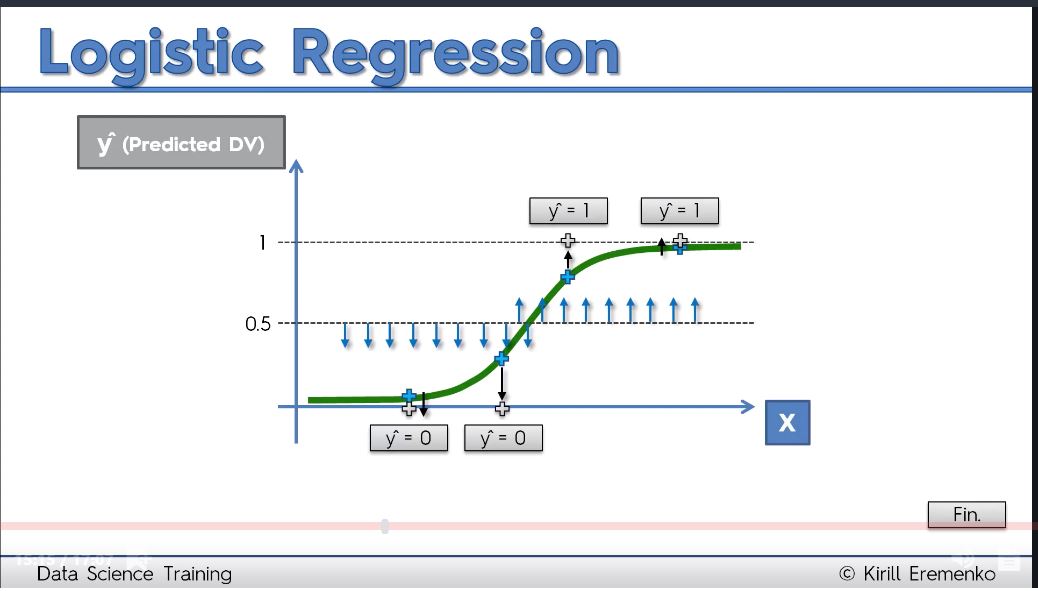 Logistic Regression
ŷ (Predicted DV)
ŷ = 1
ŷ = 1
1
0.5
X
ŷ = 0
ŷ = 0
Fin.
Data Science Training
© Kirill Eremenko